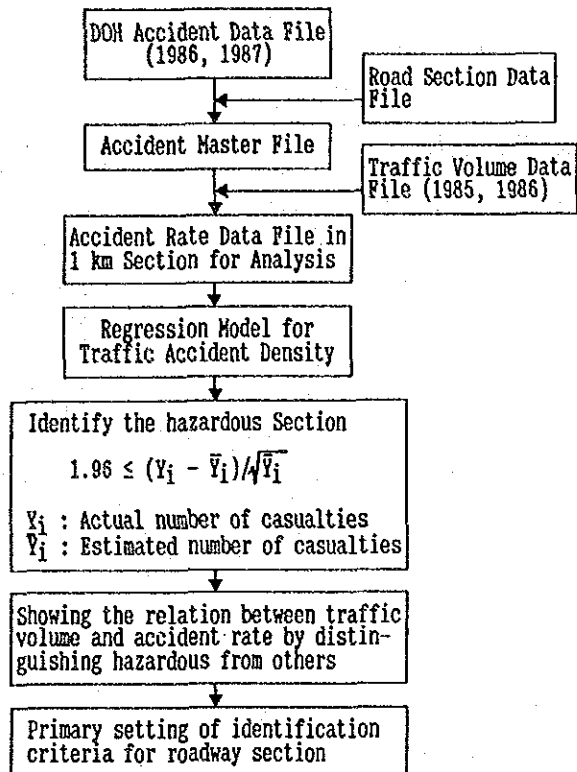 DOH Accident Data File
(1986, 1987)
Road Section Data
File
Accident Master File
Traffic Volume Data
File (1985, 1986)
Accident Rate Data File in
1 km Section for Analysis
Regression Model for
Traffic Accident Density
Identify the hazardous Section
1.96 ≤ (Yi - Ȳi)/√Ȳi
Yi : Actual number of casualties
Ȳi : Estimated number of casualties
Showing the relation between traffic
volume and accident rate by distin-
guishing hazardous from others
Primary setting of identification
criteria for roadway section